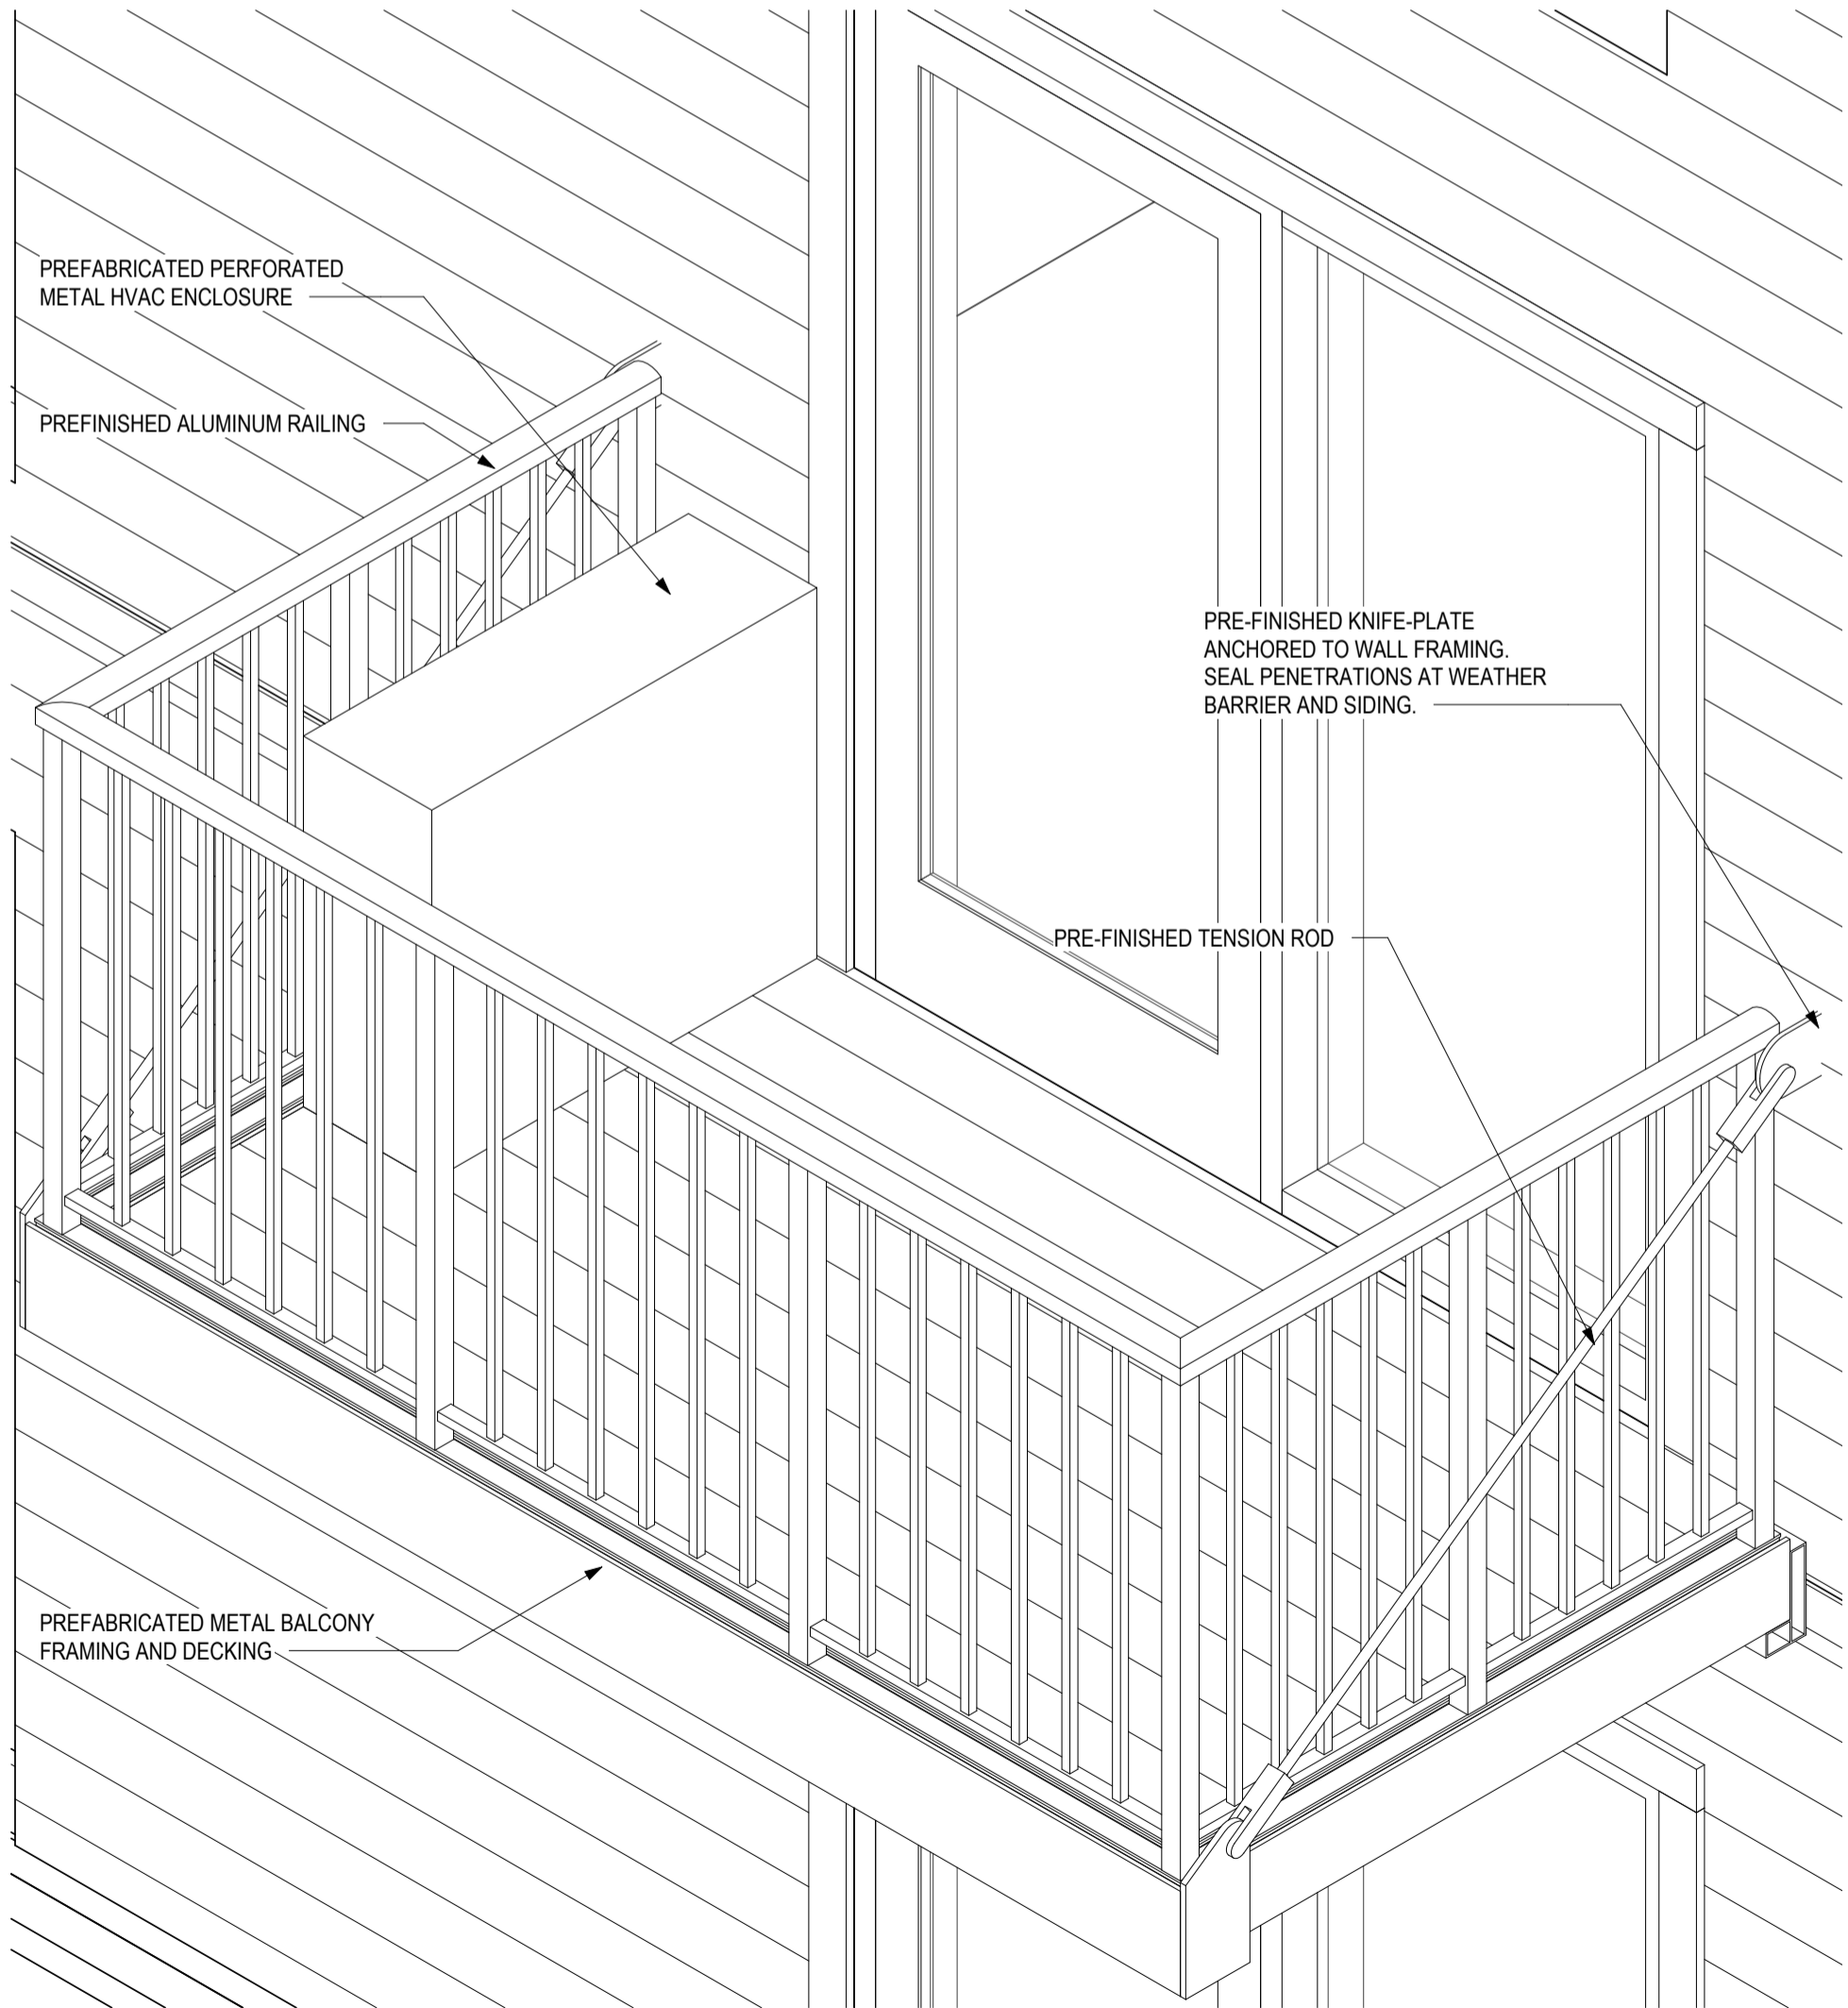 PREFABRICATED PERFORATED
METAL HVAC ENCLOSURE
PREFINISHED ALUMINUM RAILING
PRE-FINISHED KNIFE-PLATE
ANCHORED TO WALL FRAMING.
SEAL PENETRATIONS AT WEATHER
BARRIER AND SIDING.
PRE-FINISHED TENSION ROD
PREFABRICATED METAL BALCONY
FRAMING AND DECKING